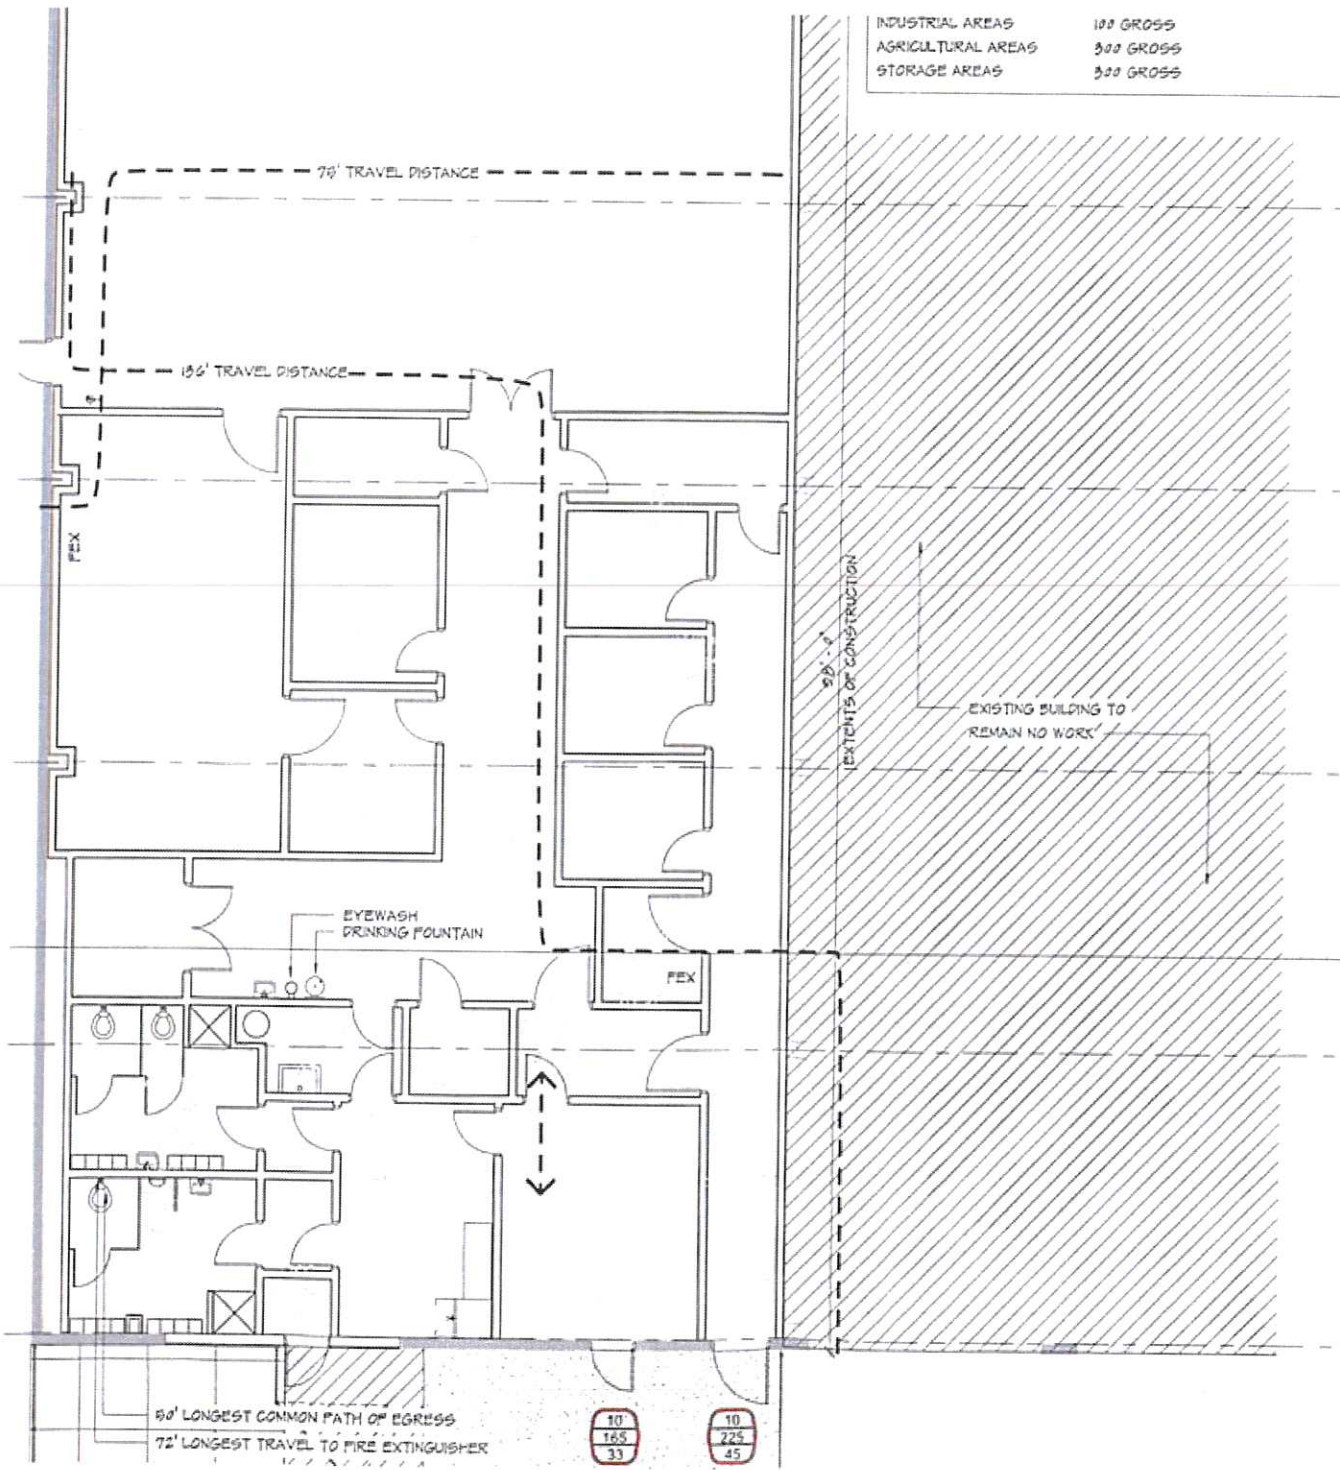 INDUSTRIAL AREAS 100 GROSS
AGRICULTURAL AREAS 300 GROSS
STORAGE AREAS 300 GROSS
70' TRAVEL DISTANCE
136' TRAVEL DISTANCE
FEX
EXTENTS OF CONSTRUCTION
EXISTING BUILDING TO
REMAIN NO WORK
EYEWASH
DRINKING FOUNTAIN
FEX
50' LONGEST COMMON PATH OF EGRESS
72' LONGEST TRAVEL TO FIRE EXTINGUISHER
10
165
33
10
225
45